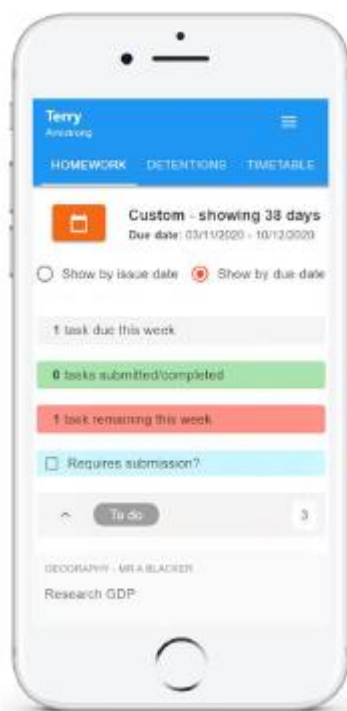 Terry
Armstrong
HOMEWORK DETENTIONS TIMETABLE
Custom - showing 38 days
Due date: 03/11/2020 - 10/12/2020
Show by issue date Show by due date
1 task due this week
0 tasks submitted/completed
1 task remaining this week
Requires submission?
To do 3
GEOGRAPHY - MR A BLACKER
Research GDP